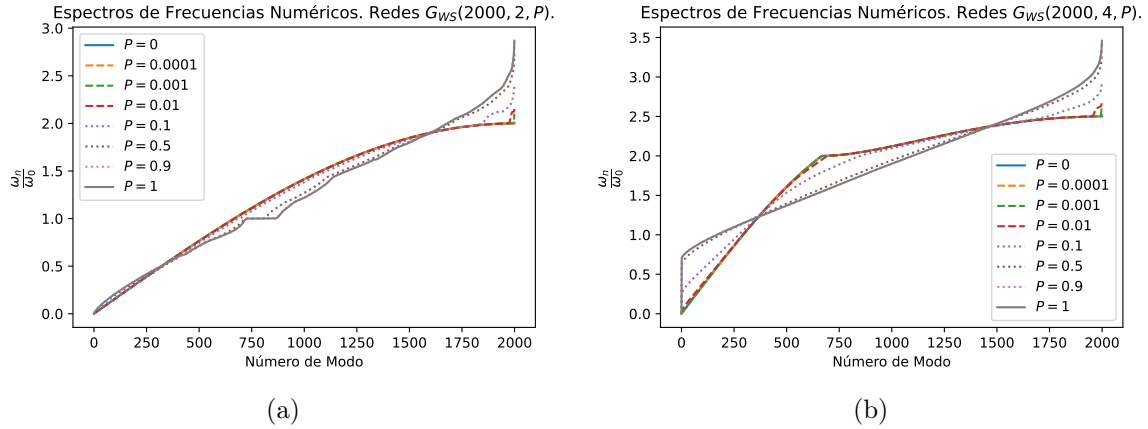 Espectros de Frecuencias Numéricos. Redes G_{WS}(2000, 2, P).
3.0
2.5
2.0
1.5
1.0
0.5
0.0
ω_n/ω_0
P = 0
P = 0.0001
P = 0.001
P = 0.01
P = 0.1
P = 0.5
P = 0.9
P = 1
0 250 500 750 1000 1250 1500 1750 2000
Número de Modo
(a)
Espectros de Frecuencias Numéricos. Redes G_{WS}(2000, 4, P).
3.5
3.0
2.5
2.0
1.5
1.0
0.5
0.0
ω_n/ω_0
P = 0
P = 0.0001
P = 0.001
P = 0.01
P = 0.1
P = 0.5
P = 0.9
P = 1
0 250 500 750 1000 1250 1500 1750 2000
Número de Modo
(b)